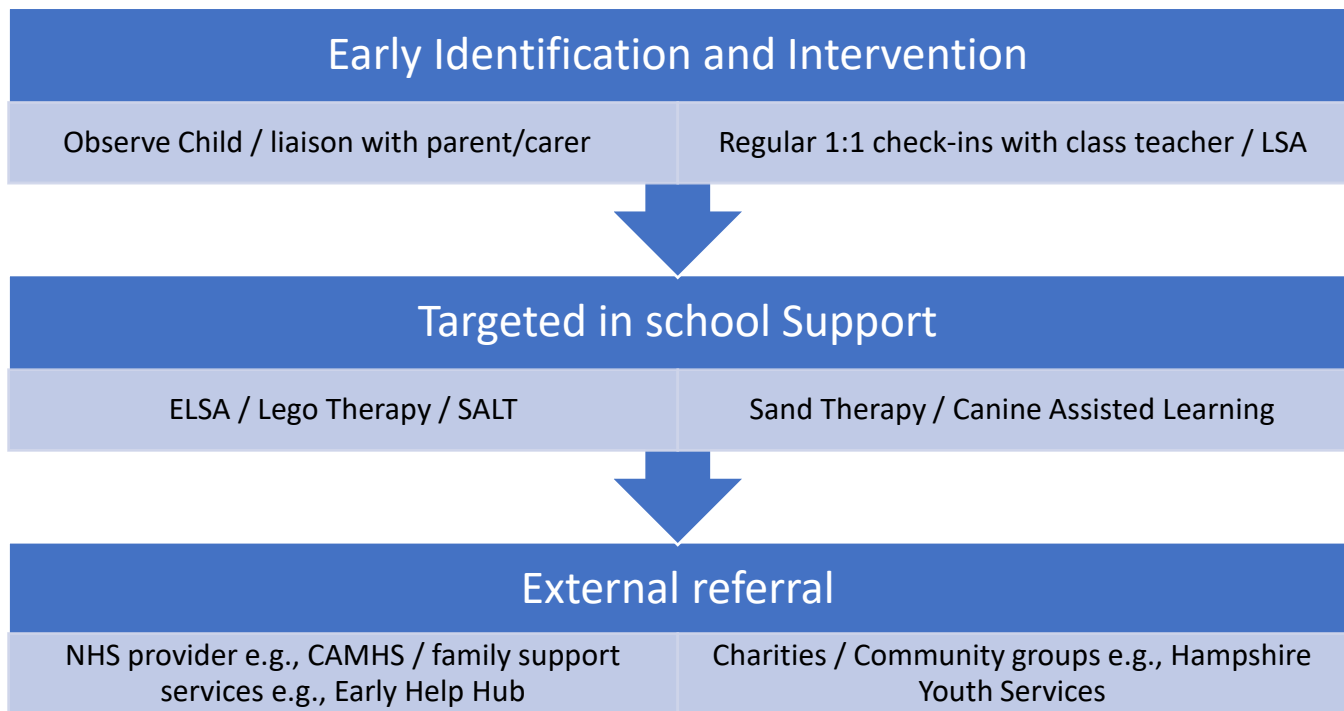 Early Identification and Intervention
Observe Child / liaison with parent/carer
Regular 1:1 check-ins with class teacher / LSA
Targeted in school Support
ELSA / Lego Therapy / SALT
Sand Therapy / Canine Assisted Learning
External referral
NHS provider e.g., CAMHS / family support
services e.g., Early Help Hub
Charities / Community groups e.g., Hampshire
Youth Services